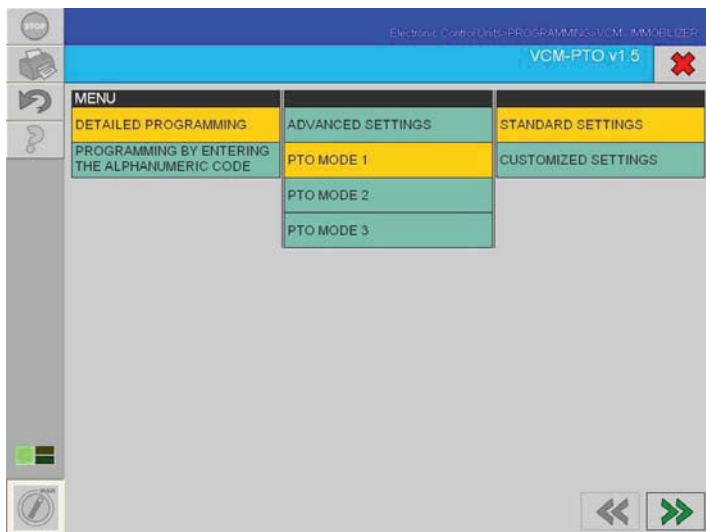 STOP
Electronic Control Units>PROGRAMMING>VCM - IMMOBILIZER
VCM-PTO v1.5
MENU
DETAILED PROGRAMMING
PROGRAMMING BY ENTERING
THE ALPHANUMERIC CODE
ADVANCED SETTINGS
PTO MODE 1
PTO MODE 2
PTO MODE 3
STANDARD SETTINGS
CUSTOMIZED SETTINGS